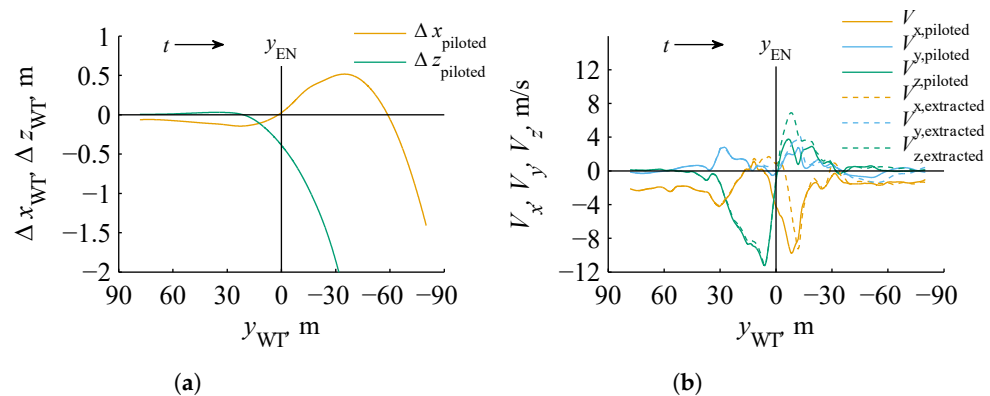 t
y_EN
Δ x_piloted
Δ z_piloted
Δ x_WT, Δ z_WT, m
1
0.5
0
−0.5
−1
−1.5
−2
90 60 30 0 −30 −60 −90
y_WT, m
(a)
t
y_EN
V_x,piloted
V_y,piloted
V_z,piloted
V_x,extracted
V_y,extracted
V_z,extracted
V_x, V_y, V_z, m/s
12
8
4
0
−4
−8
−12
90 60 30 0 −30 −60 −90
y_WT, m
(b)